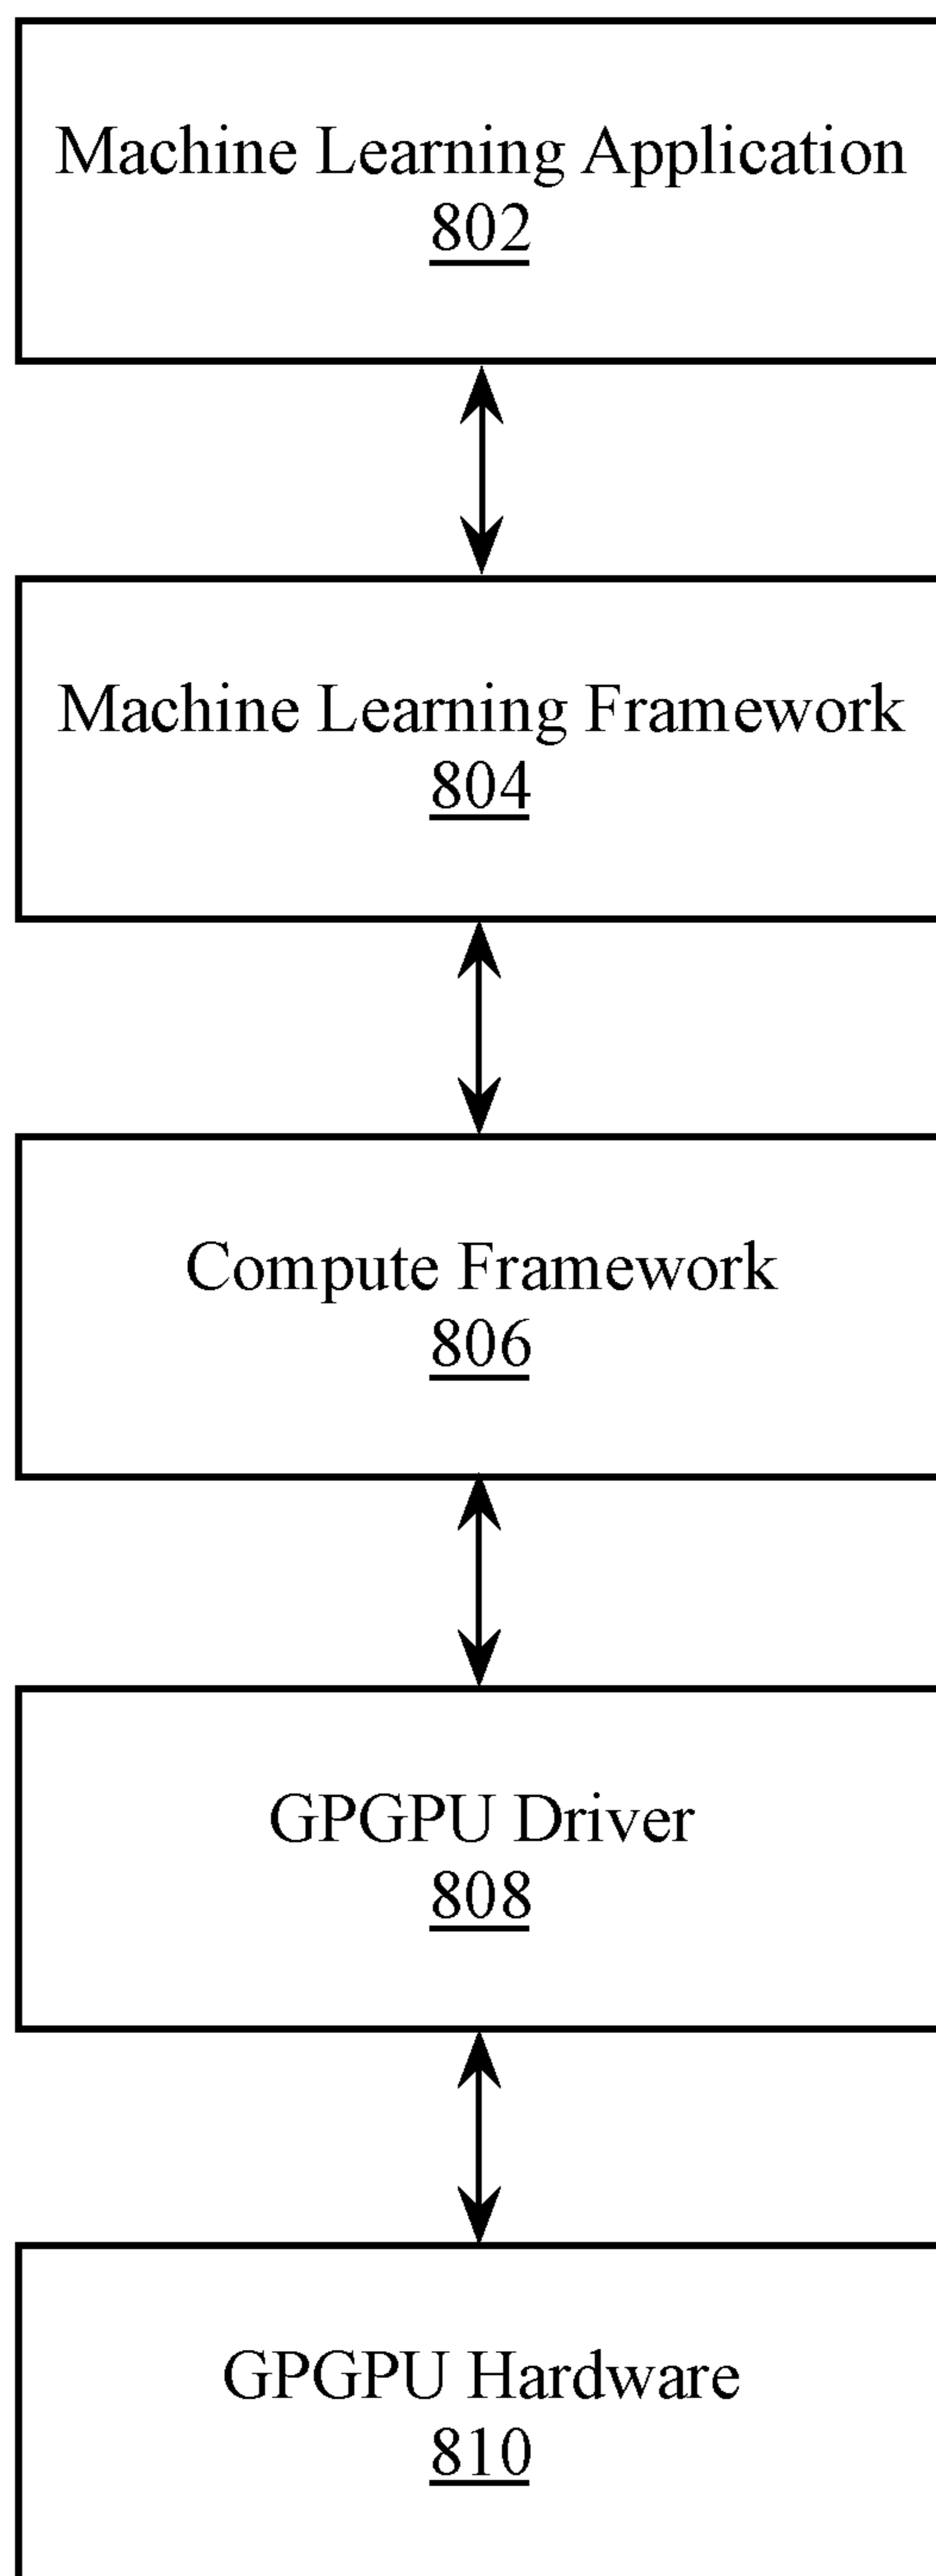 Machine Learning Application
802
Machine Learning Framework
804
Compute Framework
806
GPGPU Driver
808
GPGPU Hardware
810